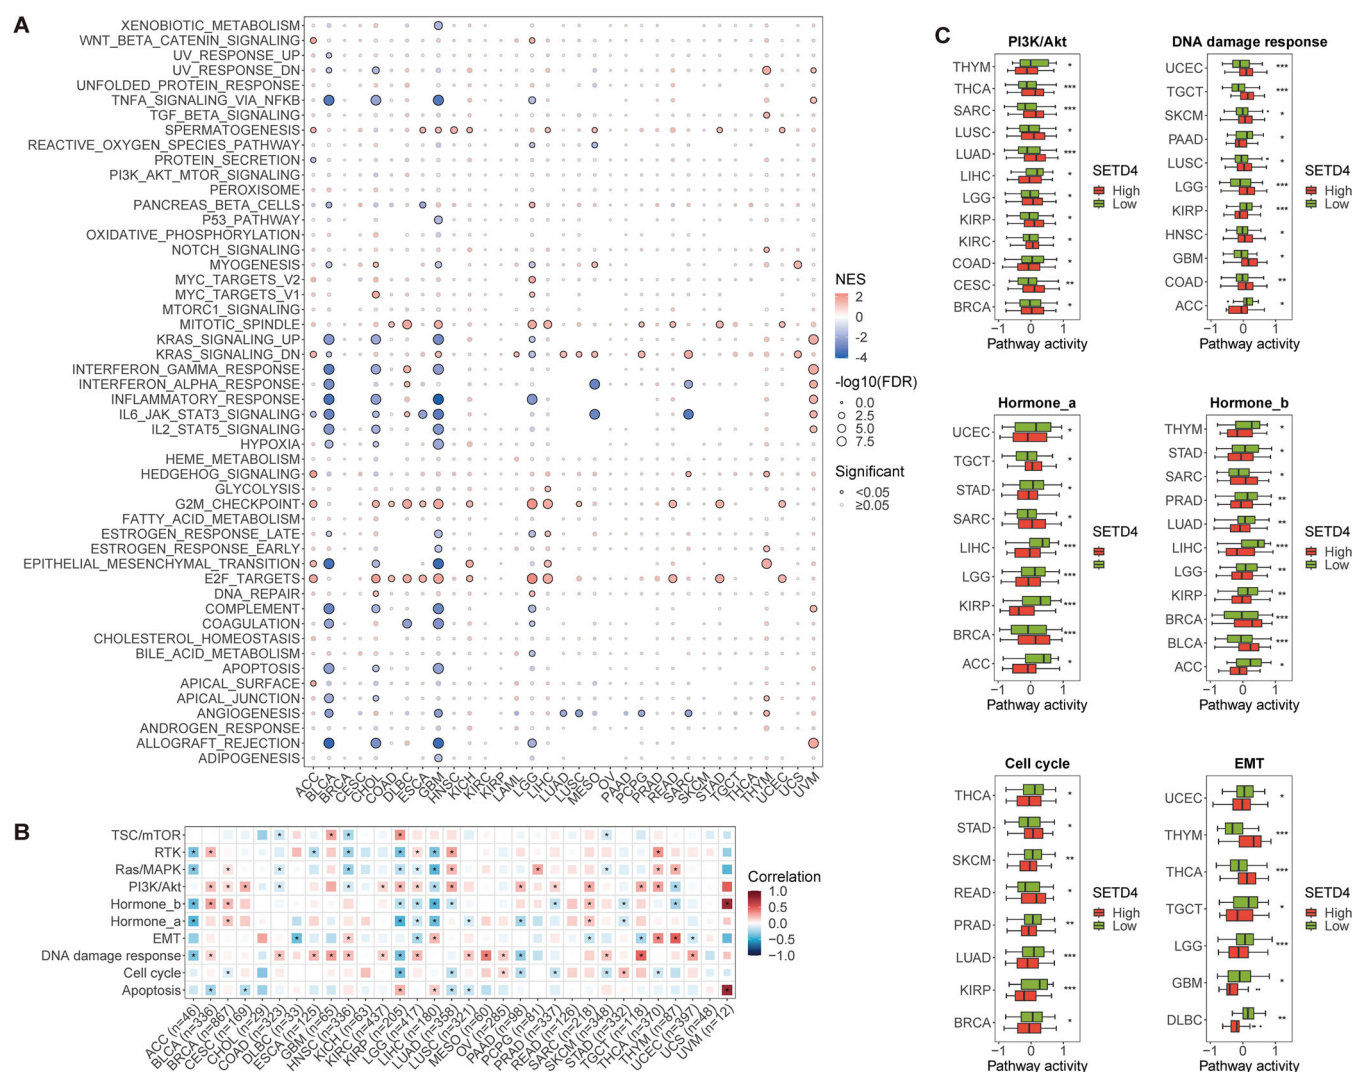 A
XENOBIOTIC_METABOLISM
WNT_BETA_CATENIN_SIGNALING
UV_RESPONSE_UP
UV_RESPONSE_DN
UNFOLDED_PROTEIN_RESPONSE
TNFA_SIGNALING_VIA_NFKB
TGF_BETA_SIGNALING
SPERMATOGENESIS
REACTIVE_OXYGEN_SPECIES_PATHWAY
PROTEIN_SECRETION
PI3K_AKT_MTOR_SIGNALING
PEROXISOME
PANCREAS_BETA_CELLS
P53_PATHWAY
OXIDATIVE_PHOSPHORYLATION
NOTCH_SIGNALING
MYOGENESIS
MYC_TARGETS_V2
MYC_TARGETS_V1
MTORC1_SIGNALING
MITOTIC_SPINDLE
KRAS_SIGNALING_UP
KRAS_SIGNALING_DN
INTERFERON_GAMMA_RESPONSE
INTERFERON_ALPHA_RESPONSE
INFLAMMATORY_RESPONSE
IL6_JAK_STAT3_SIGNALING
IL2_STAT5_SIGNALING
HYPOXIA
HEME_METABOLISM
HEDGEHOG_SIGNALING
GLYCOLYSIS
G2M_CHECKPOINT
FATTY_ACID_METABOLISM
ESTROGEN_RESPONSE_LATE
ESTROGEN_RESPONSE_EARLY
EPITHELIAL_MESENCHYMAL_TRANSITION
E2F_TARGETS
DNA_REPAIR
COMPLEMENT
COAGULATION
CHOLESTEROL_HOMEOSTASIS
BILE_ACID_METABOLISM
APOPTOSIS
APICAL_SURFACE
APICAL_JUNCTION
ANGIOGENESIS
ANDROGEN_RESPONSE
ALLOGRAFT_REJECTION
ADIPOGENESIS
ACC
BLCA
BRCA
CESC
CHOL
COAD
DLBC
ESCA
GBM
HNSC
KICH
KIRC
KIRP
LAML
LGG
LIHC
LUAD
LUSC
MESO
OV
PAAD
PCPG
PRAD
READ
SARC
SKCM
STAD
TGCT
THCA
THYM
UCEC
UCS
UVM
NES
2
0
-2
-4
-log10(FDR)
0.0
2.5
5.0
7.5
Significant
<0.05
≥0.05
B
TSC/mTOR
RTK
Ras/MAPK
PI3K/Akt
Hormone_b
Hormone_a
EMT
DNA damage response
Cell cycle
Apoptosis
ACC (n=46)
BLCA (n=336)
BRCA (n=867)
CESC (n=169)
CHOL (n=29)
COAD (n=323)
DLBC (n=33)
ESCA (n=125)
GBM (n=65)
HNSC (n=336)
KICH (n=63)
KIRC (n=437)
KIRP (n=205)
LGG (n=417)
LIHC (n=180)
LUAD (n=358)
LUSC (n=321)
MESO (n=60)
OV (n=285)
PAAD (n=98)
PCPG (n=81)
PRAD (n=337)
READ (n=126)
SARC (n=218)
SKCM (n=348)
STAD (n=332)
TGCT (n=118)
THCA (n=370)
THYM (n=87)
UCEC (n=397)
UCS (n=48)
UVM (n=12)
Correlation
1.0
0.5
0.0
−0.5
−1.0
C
PI3K/Akt
THYM
*
THCA
***
SARC
***
LUSC
*
LUAD
***
LIHC
*
LGG
*
KIRP
*
KIRC
*
COAD
*
CESC
**
BRCA
*
−1 0 1
Pathway activity
SETD4
High
Low
DNA damage response
UCEC
***
TGCT
***
SKCM
*
PAAD
*
LUSC
*
LGG
***
KIRP
***
HNSC
*
GBM
*
COAD
**
ACC
*
−1 0 1
Pathway activity
SETD4
High
Low
Hormone_a
UCEC
*
TGCT
*
STAD
*
SARC
*
LIHC
***
LGG
***
KIRP
***
BRCA
***
ACC
*
−1 0 1
Pathway activity
SETD4
Hormone_b
THYM
*
STAD
*
SARC
*
PRAD
**
LUAD
**
LIHC
***
LGG
**
KIRP
**
BRCA
***
BLCA
***
ACC
*
−1 0 1
Pathway activity
SETD4
High
Low
Cell cycle
THCA
*
STAD
*
SKCM
**
READ
*
PRAD
**
LUAD
***
KIRP
***
BRCA
*
−1 0 1
Pathway activity
SETD4
High
Low
EMT
UCEC
*
THYM
***
THCA
***
TGCT
*
LGG
***
GBM
*
DLBC
**
−1 0 1
Pathway activity
SETD4
High
Low